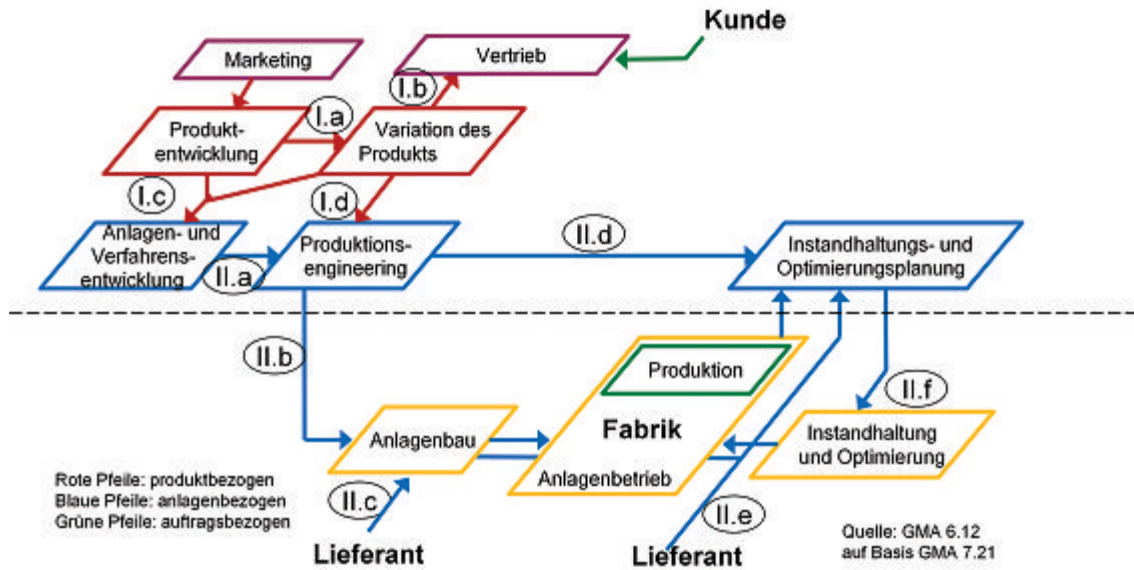 Kunde
Marketing
Vertrieb
I.b
I.a
Produkt-
entwicklung
Variation des
Produkts
I.c
I.d
Anlagen- und
Verfahrens-
entwicklung
II.a
Produktions-
engineering
II.d
Instandhaltungs- und
Optimierungsplanung
II.b
Produktion
II.f
Anlagenbau
Fabrik
Anlagenbetrieb
Instandhaltung
und Optimierung
Rote Pfeile: produktbezogen
Blaue Pfeile: anlagenbezogen
Grüne Pfeile: auftragsbezogen
II.c
II.e
Lieferant
Lieferant
Quelle: GMA 6.12
auf Basis GMA 7.21